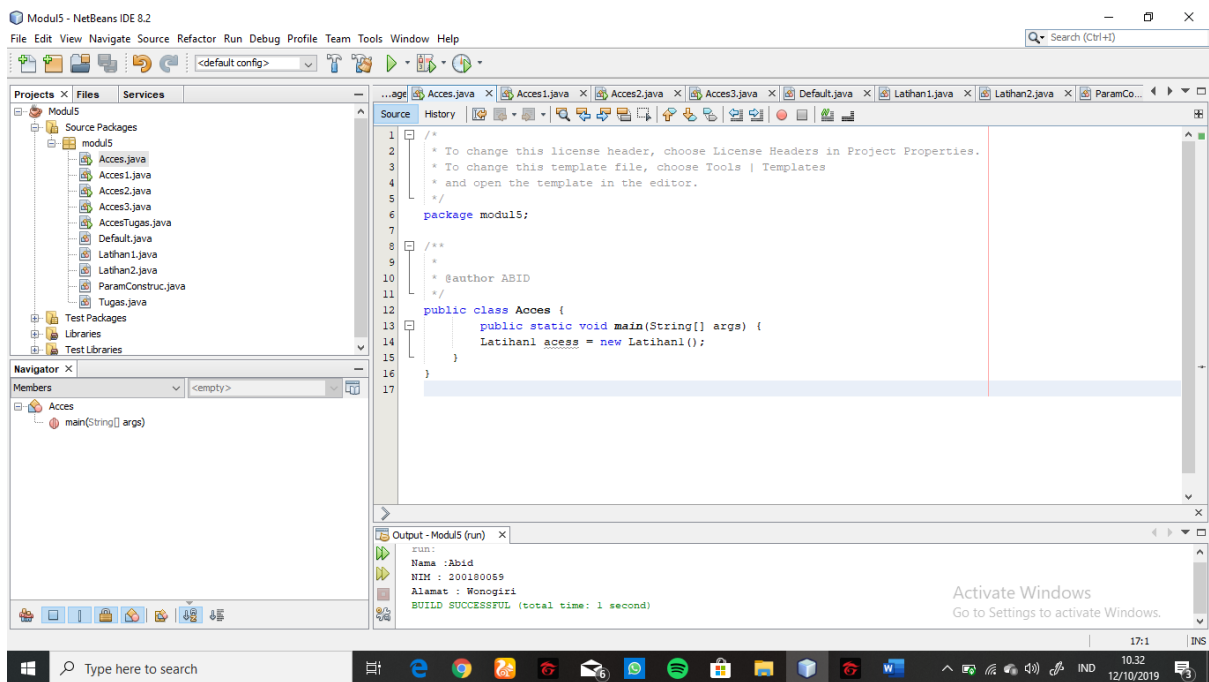 Modul5 - NetBeans IDE 8.2
File Edit View Navigate Source Refactor Run Debug Profile Team Tools Window Help
Search (Ctrl+I)
<default config>
Projects Files Services
...age Acces.java Acces1.java Acces2.java Acces3.java Default.java Latihan1.java Latihan2.java ParamCo...
Source History
Modul5
Source Packages
modul5
Acces.java
Acces1.java
Acces2.java
Acces3.java
AccesTugas.java
Default.java
Latihan1.java
Latihan2.java
ParamConstruc.java
Tugas.java
Test Packages
Libraries
Test Libraries
Navigator
Members <empty>
Acces
main(String[] args)
1 /*
2 * To change this license header, choose License Headers in Project Properties.
3 * To change this template file, choose Tools | Templates
4 * and open the template in the editor.
5 */
6 package modul5;
7
8 /**
9 *
10 * @author ABID
11 */
12 public class Acces {
13 public static void main(String[] args) {
14 Latihan1 acess = new Latihan1();
15 }
16 }
17
Output - Modul5 (run)
run:
Nama :Abid
NIM : 200180059
Alamat : Wonogiri
BUILD SUCCESSFUL (total time: 1 second)
Activate Windows
Go to Settings to activate Windows.
17:1 INS
Type here to search
6
W
IND
10.32
12/10/2019
3